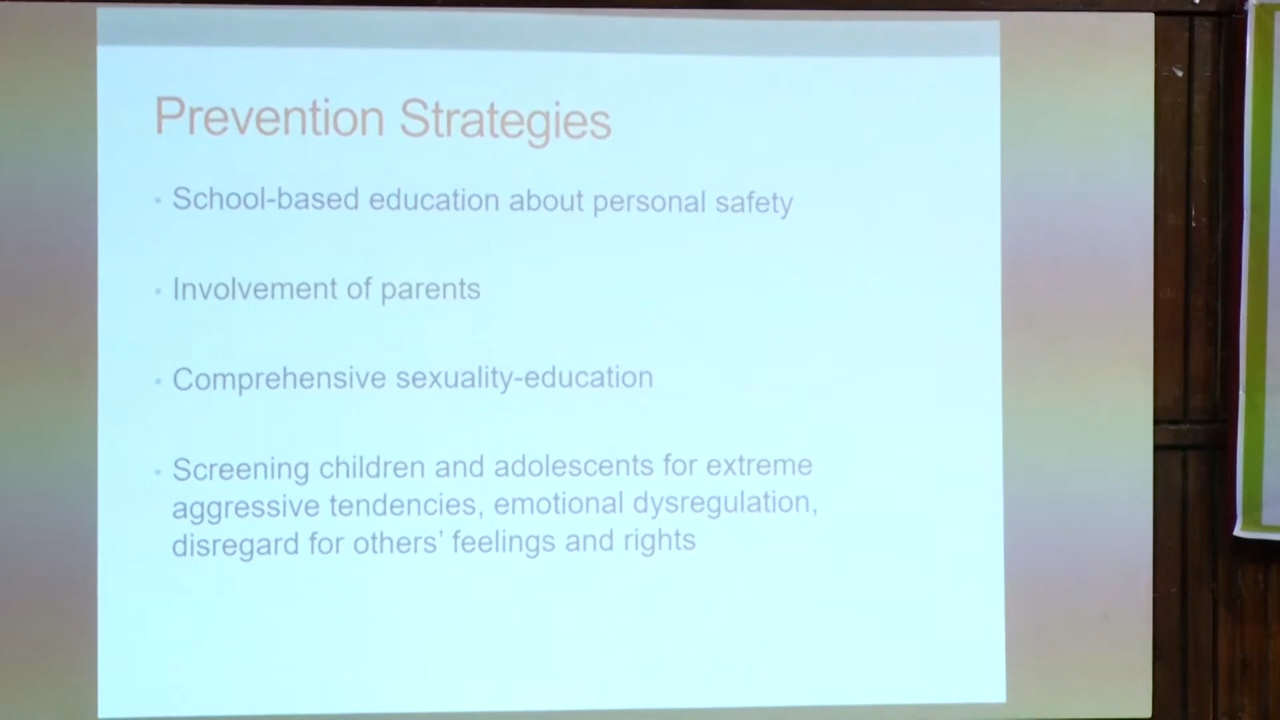 Prevention Strategies
• School-based education about personal safety
• Involvement of parents
• Comprehensive sexuality-education
• Screening children and adolescents for extreme
aggressive tendencies, emotional dysregulation,
disregard for others’ feelings and rights